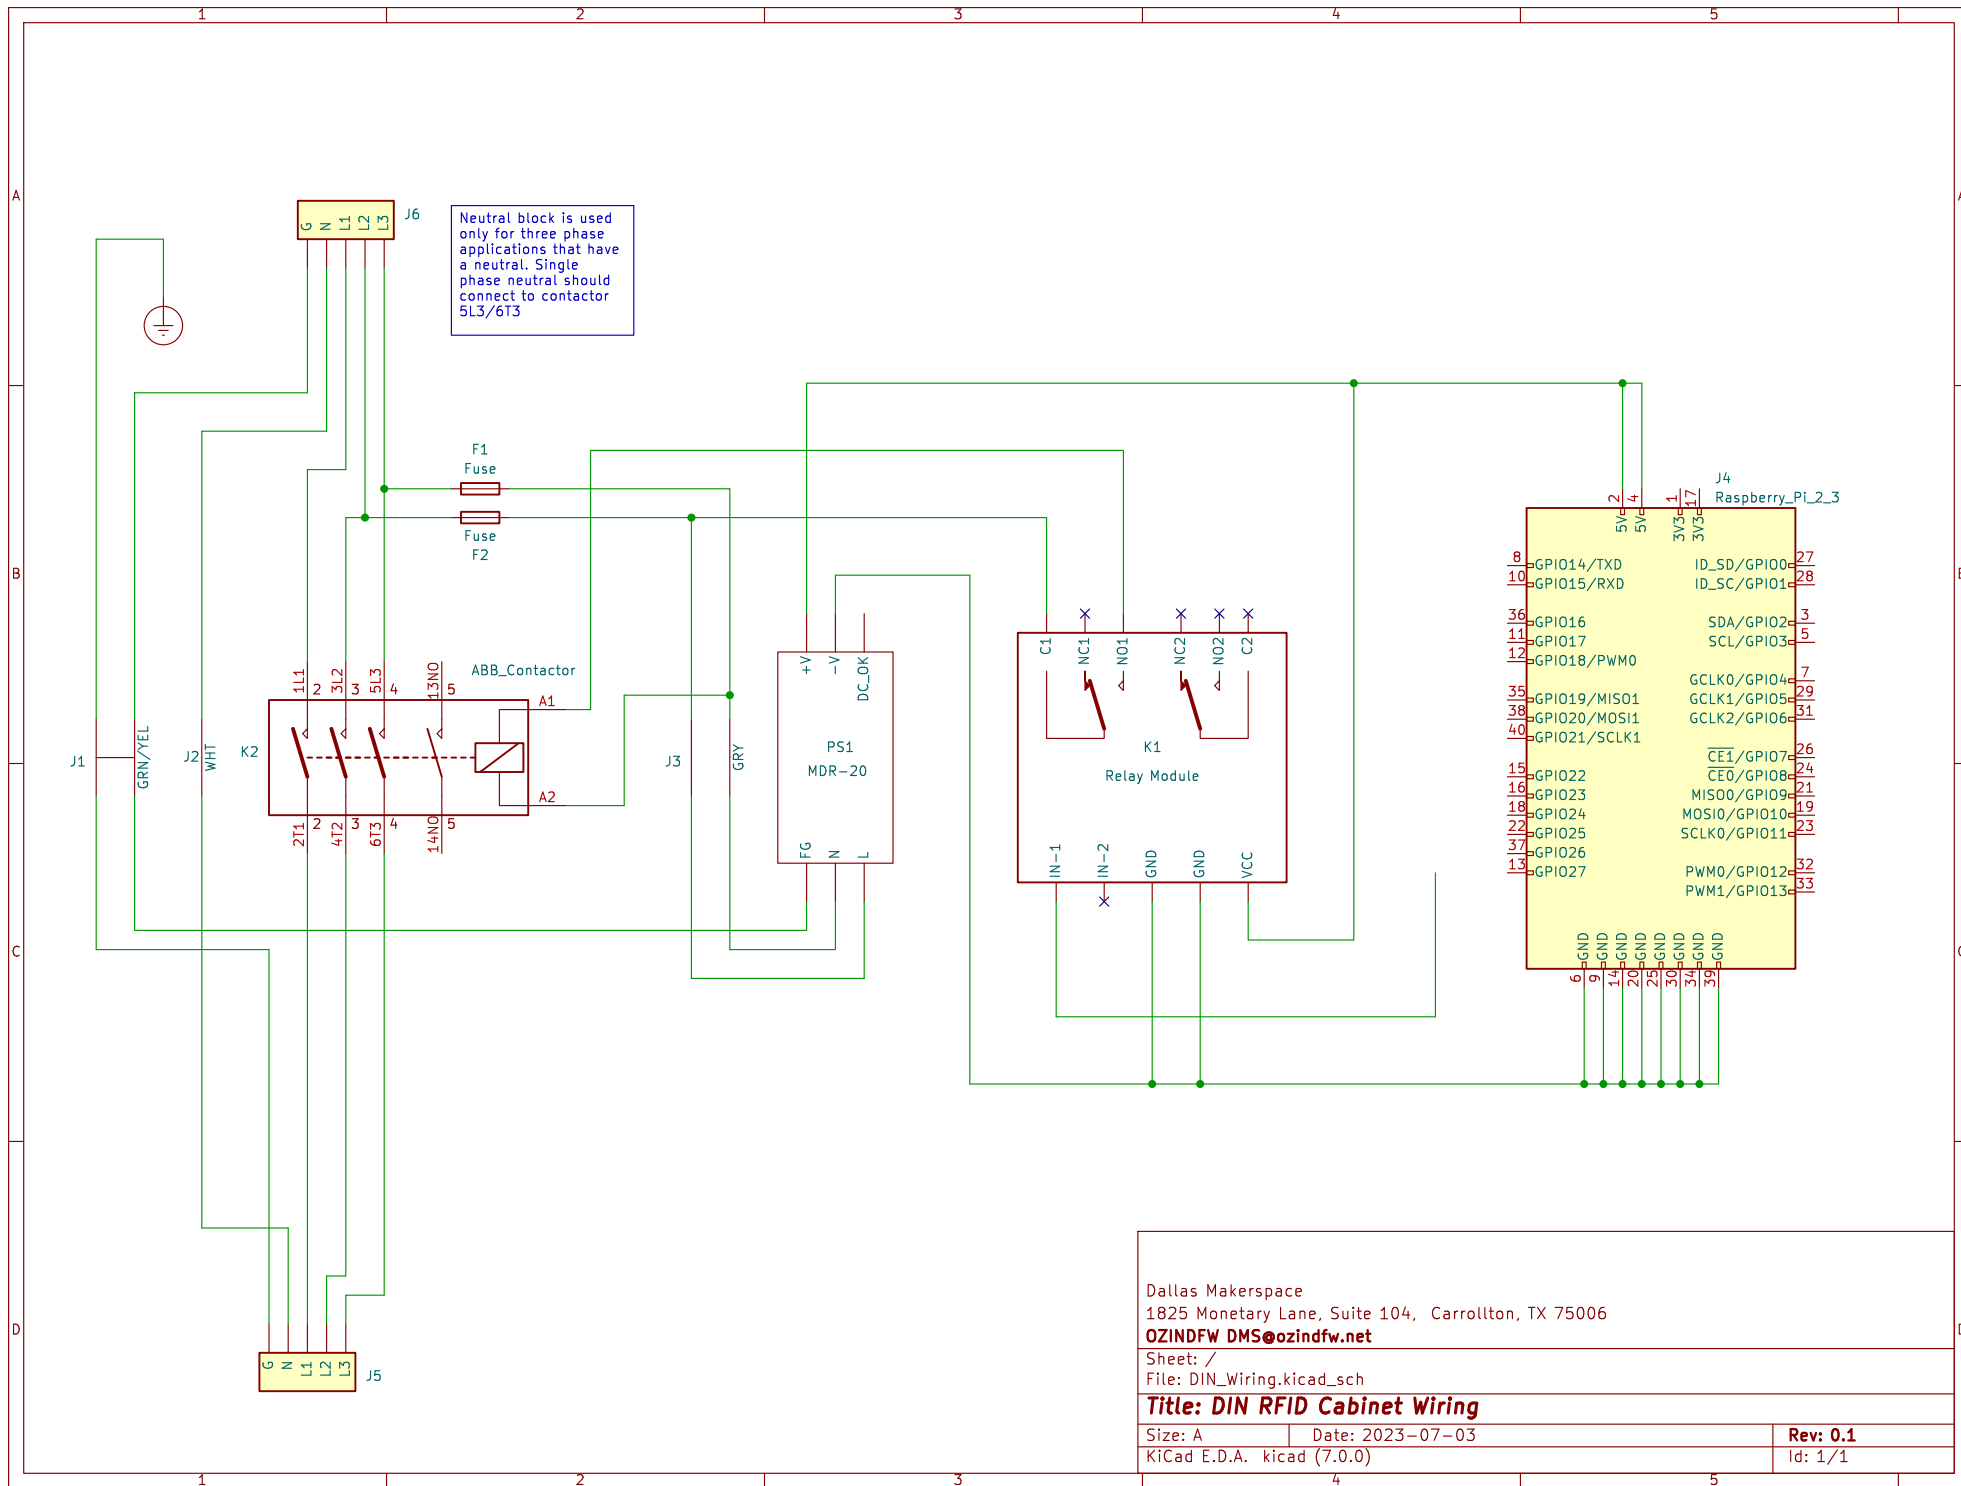 1 2 3 4 5
A
B
C
D
J6
G N L1 L2 L3
Neutral block is used
only for three phase
applications that have
a neutral. Single
phase neutral should
connect to contactor
5L3/6T3
F1
Fuse
Fuse
F2
J1
GRN/YEL
J2
WHT
K2
ABB_Contactor
1L1 2 3L2 3 5L3 4 13NO 5
A1
A2
2T1 2 4T2 3 6T3 4 14NO 5
J3
GRY
+V -V DC_OK
PS1
MDR-20
FG N L
C1 NC1 NO1 NC2 NO2 C2
K1
Relay Module
IN-1 IN-2 GND GND VCC
J4
Raspberry_Pi_2_3
2 4 1 17
5V 5V 3V3 3V3
8 GPIO14/TXD ID_SD/GPIO0 27
10 GPIO15/RXD ID_SC/GPIO1 28
36 GPIO16 SDA/GPIO2 3
11 GPIO17 SCL/GPIO3 5
12 GPIO18/PWM0
GCLK0/GPIO4 7
35 GPIO19/MISO1 GCLK1/GPIO5 29
38 GPIO20/MOSI1 GCLK2/GPIO6 31
40 GPIO21/SCLK1
CE1/GPIO7 26
15 GPIO22 CE0/GPIO8 24
16 GPIO23 MISO0/GPIO9 21
18 GPIO24 MOSI0/GPIO10 19
22 GPIO25 SCLK0/GPIO11 23
37 GPIO26
13 GPIO27 PWM0/GPIO12 32
PWM1/GPIO13 33
GND GND GND GND GND GND GND GND
6 9 14 20 25 30 34 39
G N L1 L2 L3
J5
Dallas Makerspace
1825 Monetary Lane, Suite 104, Carrollton, TX 75006
OZINDFW DMS@ozindfw.net
Sheet: /
File: DIN_Wiring.kicad_sch
Title: DIN RFID Cabinet Wiring
Size: A Date: 2023-07-03 Rev: 0.1
KiCad E.D.A. kicad (7.0.0) Id: 1/1
1 2 3 4 5